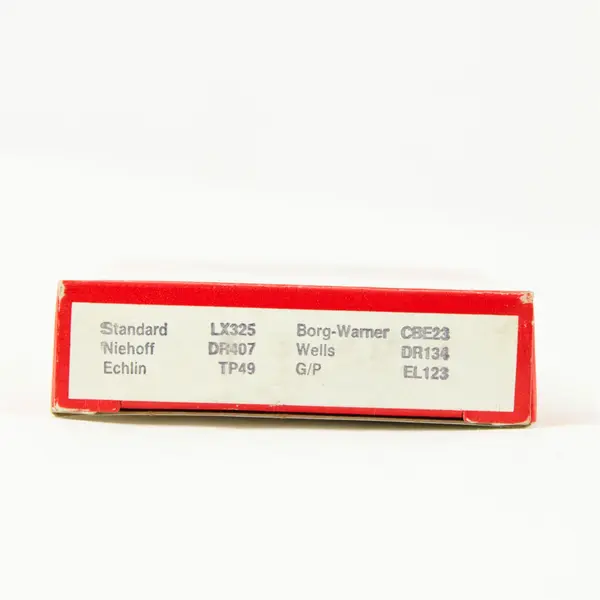 Standard LX325 Borg-Warner CBE23
Niehoff DR407 Wells DR134
Echlin TP49 G/P EL123